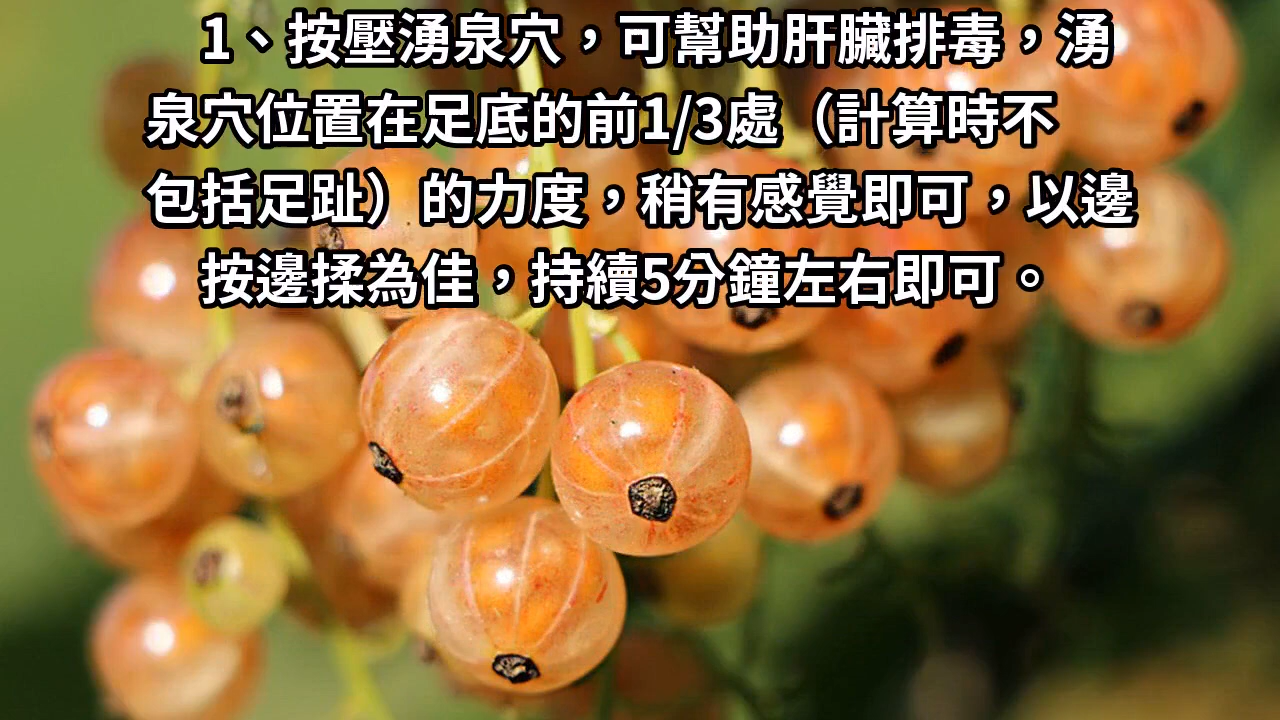 1、按壓湧泉穴，可幫助肝臟排毒，湧
泉穴位置在足底的前1/3處（計算時不
包括足趾）的力度，稍有感覺即可，以邊
按邊揉為佳，持續5分鐘左右即可。